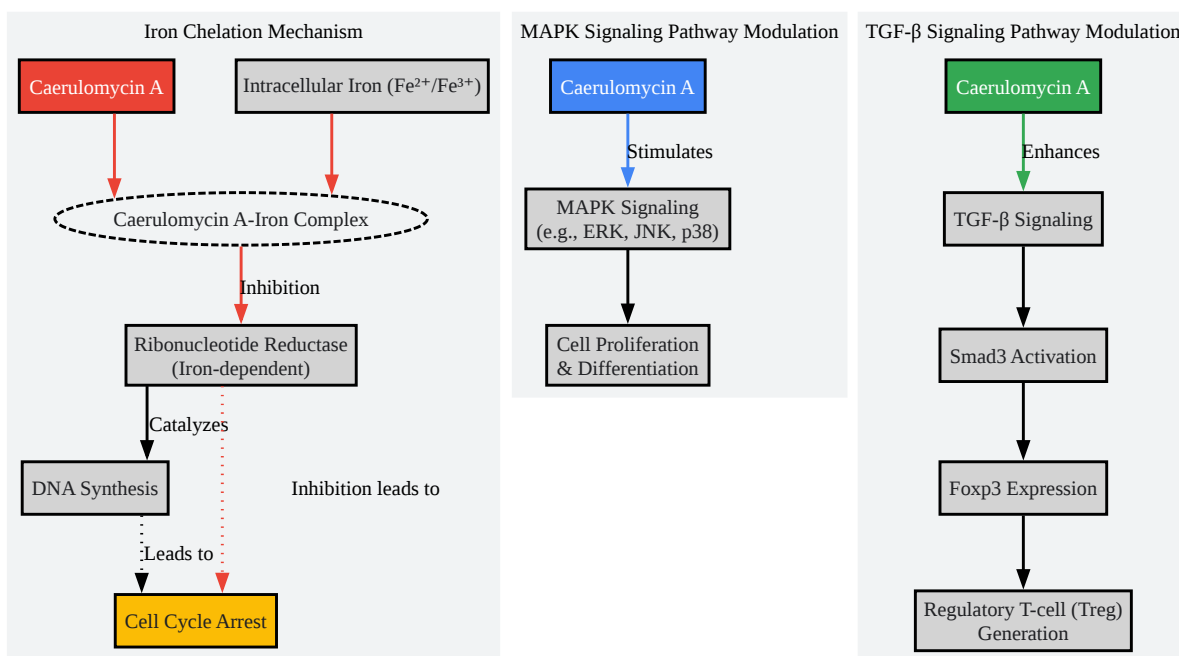 Iron Chelation Mechanism
Caerulomycin A
Intracellular Iron (Fe²⁺/Fe³⁺)
Caerulomycin A-Iron Complex
Inhibition
Ribonucleotide Reductase
(Iron-dependent)
Catalyzes
DNA Synthesis
Inhibition leads to
Leads to
Cell Cycle Arrest
MAPK Signaling Pathway Modulation
Caerulomycin A
Stimulates
MAPK Signaling
(e.g., ERK, JNK, p38)
Cell Proliferation
& Differentiation
TGF-β Signaling Pathway Modulation
Caerulomycin A
Enhances
TGF-β Signaling
Smad3 Activation
Foxp3 Expression
Regulatory T-cell (Treg)
Generation